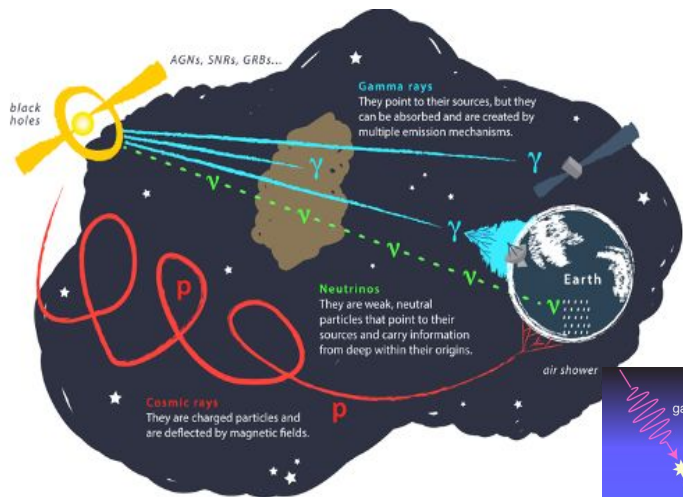 AGNs, SNRs, GRBs...
black
holes
Gamma rays
They point to their sources, but they
can be absorbed and are created by
multiple emission mechanisms.
γ
γ
γ
ν
ν
ν
ν
ν
ν
Earth
Neutrinos
They are weak, neutral
particles that point to their
sources and carry information
from deep within their origins.
p
air shower
p
Cosmic rays
They are charged particles and
are deflected by magnetic fields.